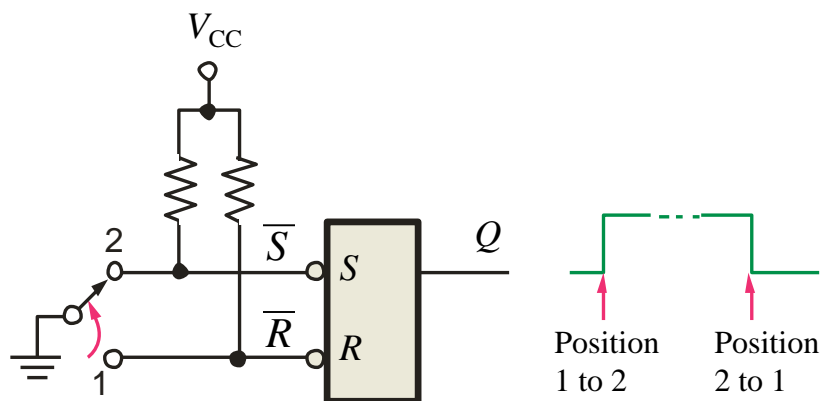 V_CC
2
S̅
S
Q
R̅
R
1
Position
1 to 2
Position
2 to 1